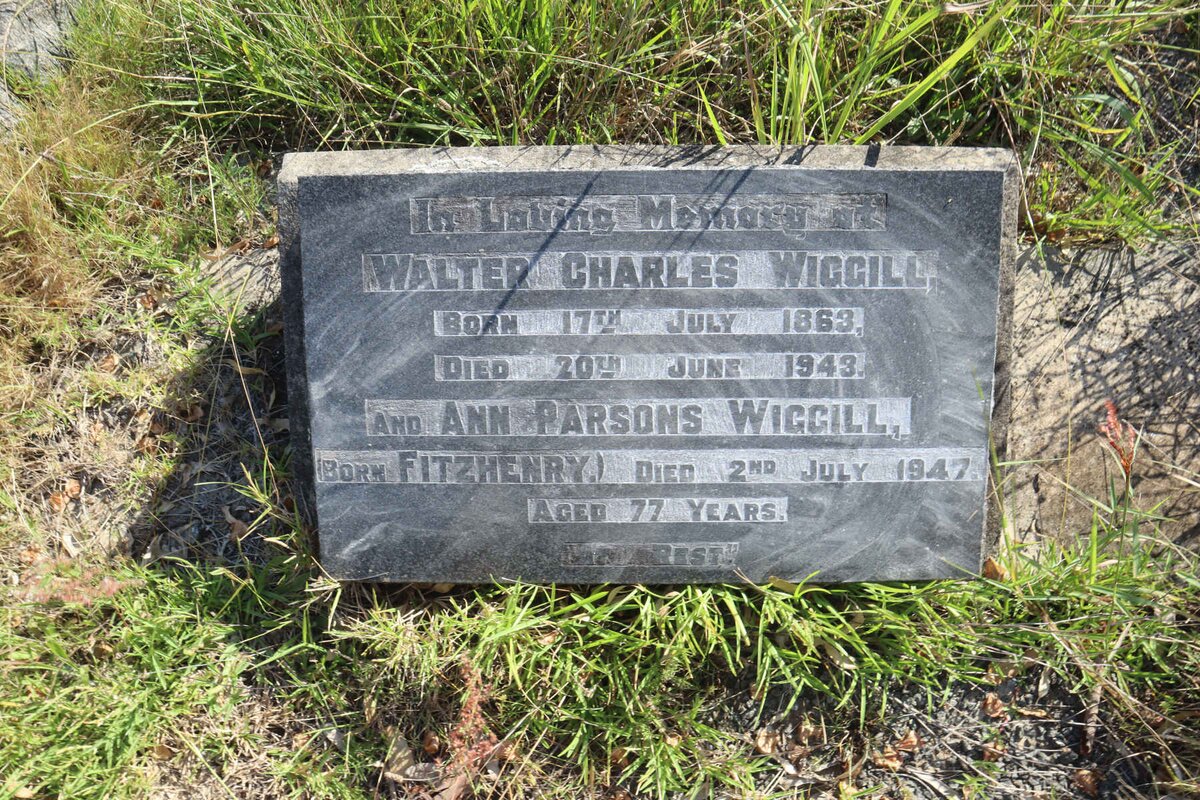 In Loving Memory of
WALTER CHARLES WIGGILL,
BORN 17TH JULY 1863,
DIED 20TH JUNE 1943.
AND ANN PARSONS WIGGILL,
(BORN FITZHENRY.) DIED 2ND JULY 1947.
AGED 77 YEARS.
REST"